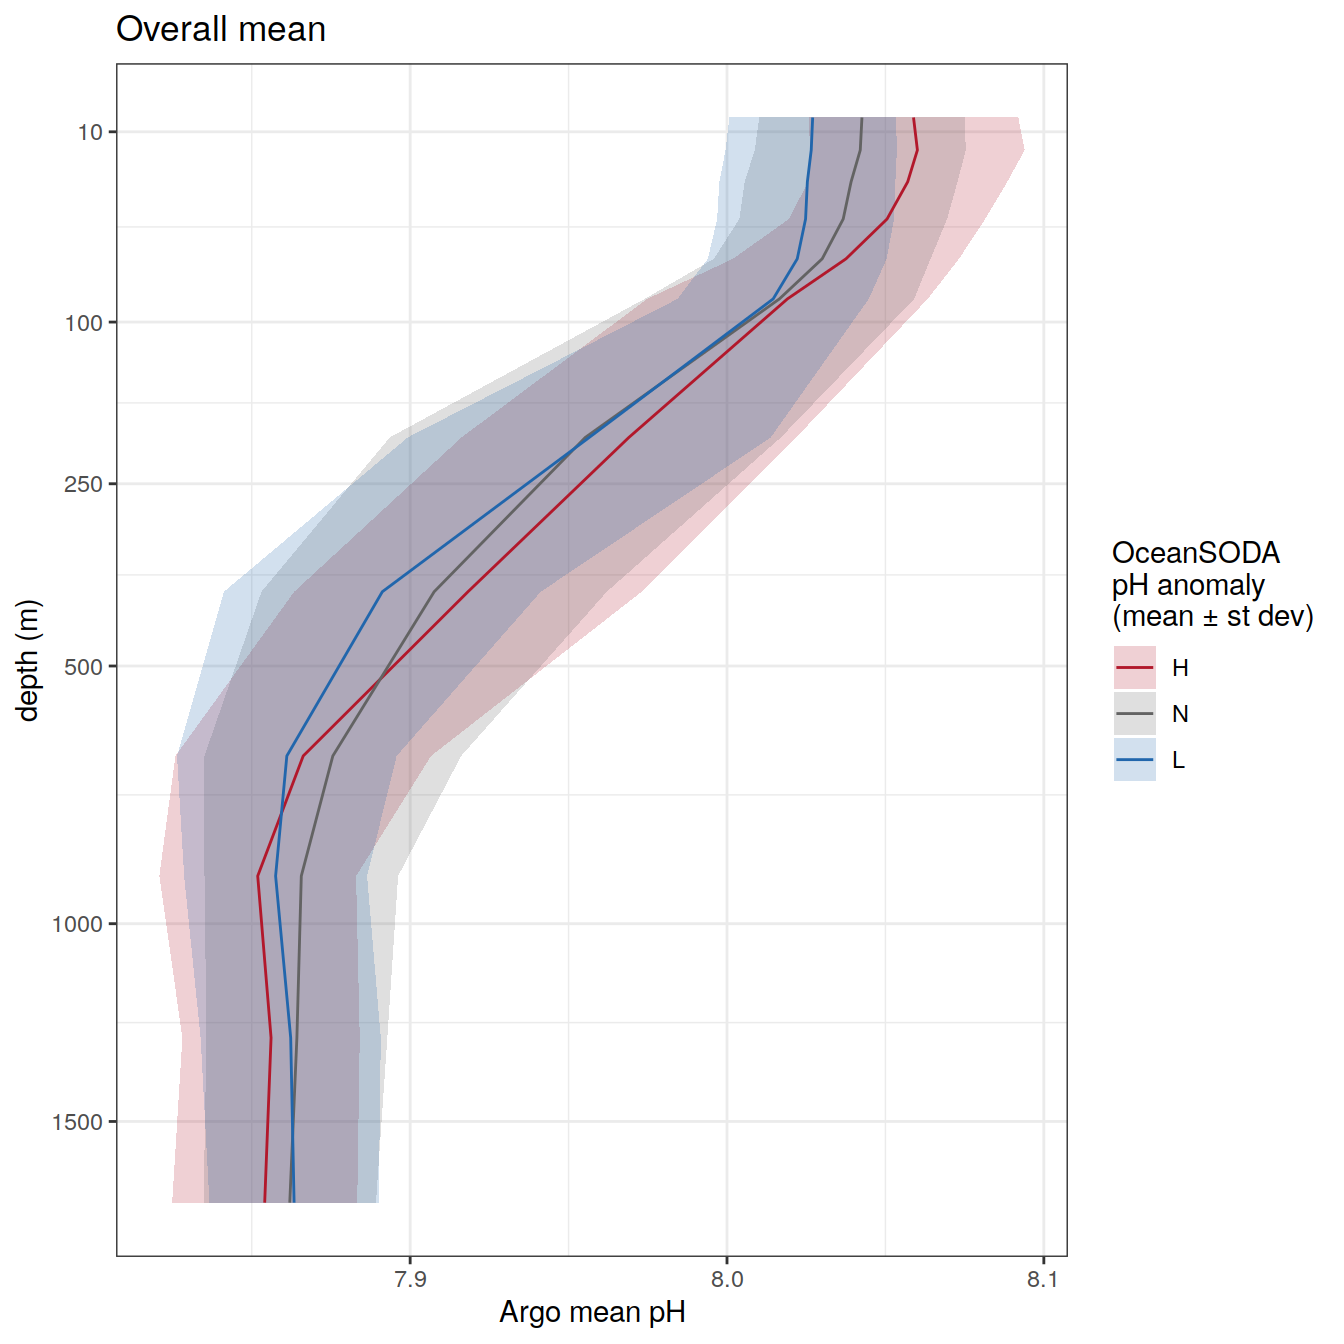 Overall mean
10
100
250
500
1000
1500
depth (m)
7.9
8.0
8.1
Argo mean pH
OceanSODA
pH anomaly
(mean ± st dev)
H
N
L